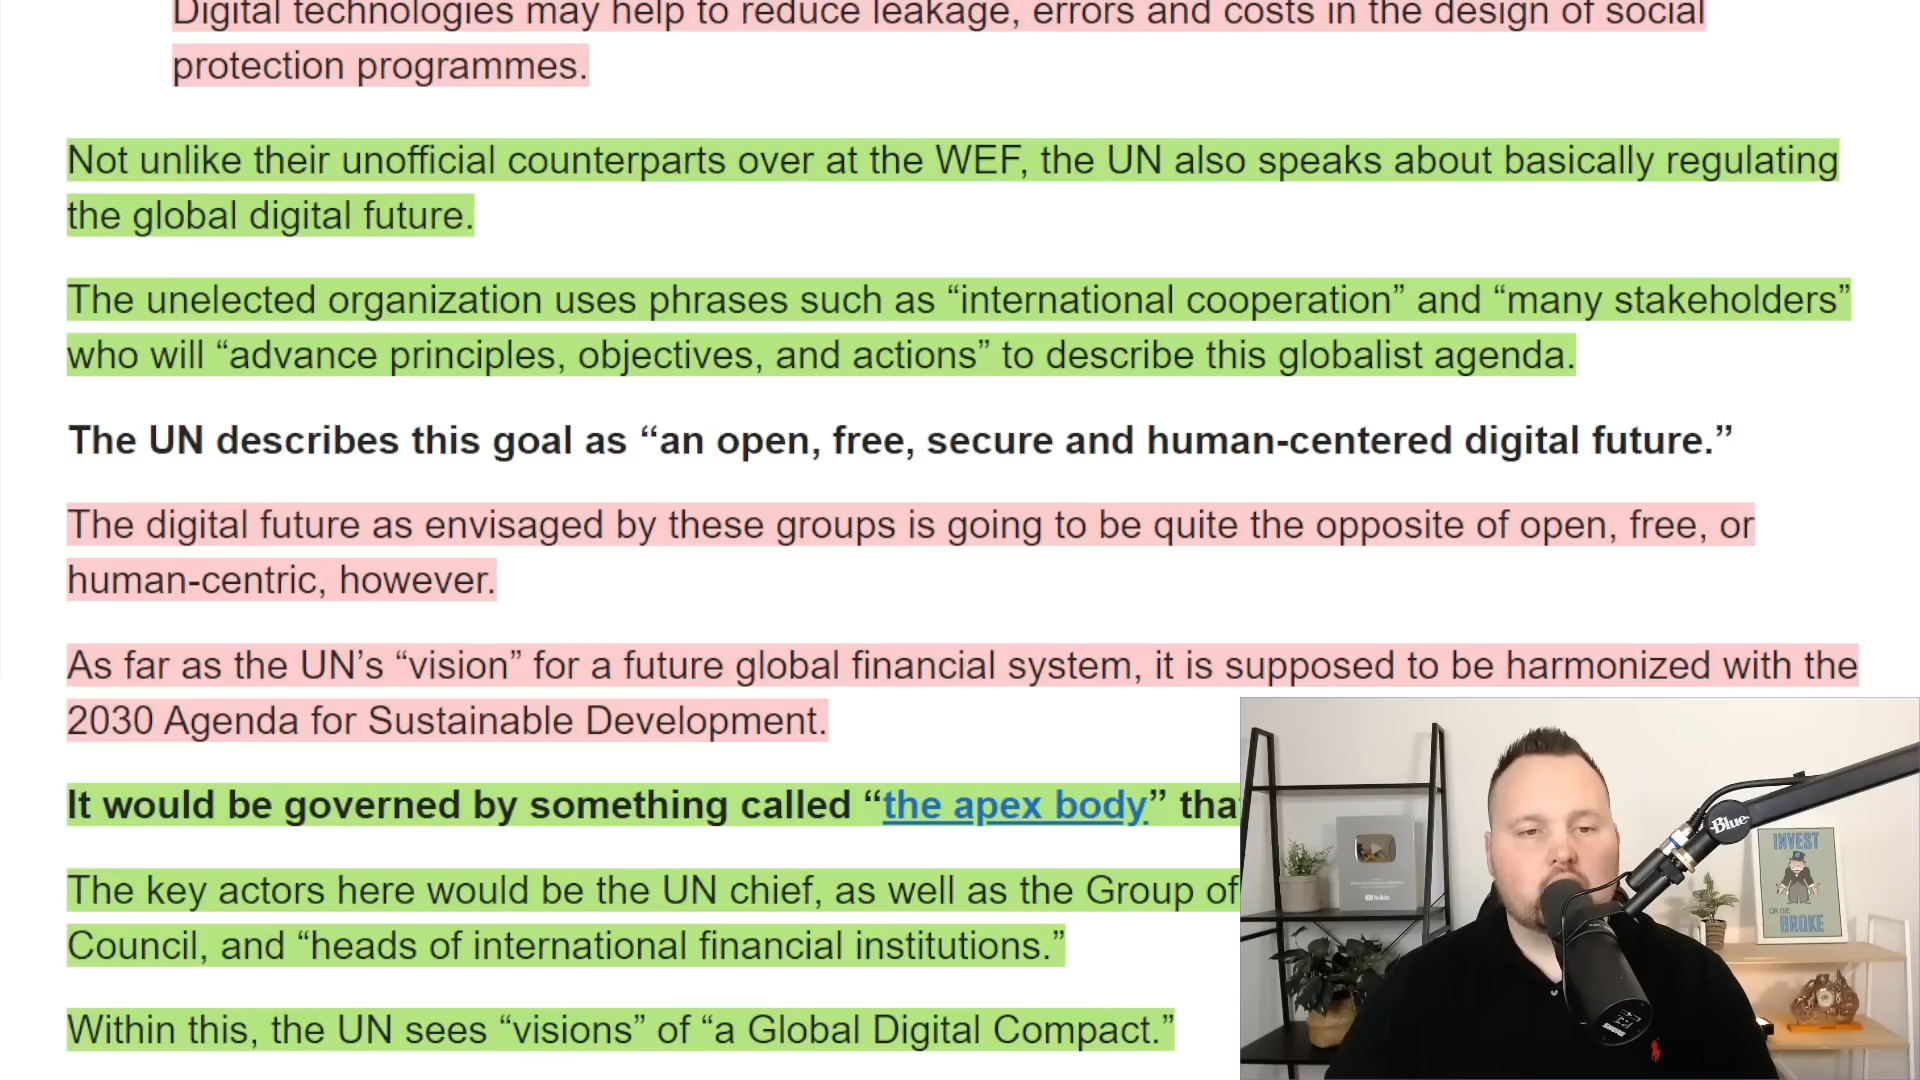 Digital technologies may help to reduce leakage, errors and costs in the design of social
protection programmes.
Not unlike their unofficial counterparts over at the WEF, the UN also speaks about basically regulating
the global digital future.
The unelected organization uses phrases such as “international cooperation” and “many stakeholders”
who will “advance principles, objectives, and actions” to describe this globalist agenda.
The UN describes this goal as “an open, free, secure and human-centered digital future.”
The digital future as envisaged by these groups is going to be quite the opposite of open, free, or
human-centric, however.
As far as the UN’s “vision” for a future global financial system, it is supposed to be harmonized with the
2030 Agenda for Sustainable Development.
It would be governed by something called “the apex body”
The key actors here would be the UN chief, as well as the Group of
Council, and “heads of international financial institutions.”
Within this, the UN sees “visions” of “a Global Digital Compact.”
Blue
INVEST
OR DIE
BROKE
YouTube